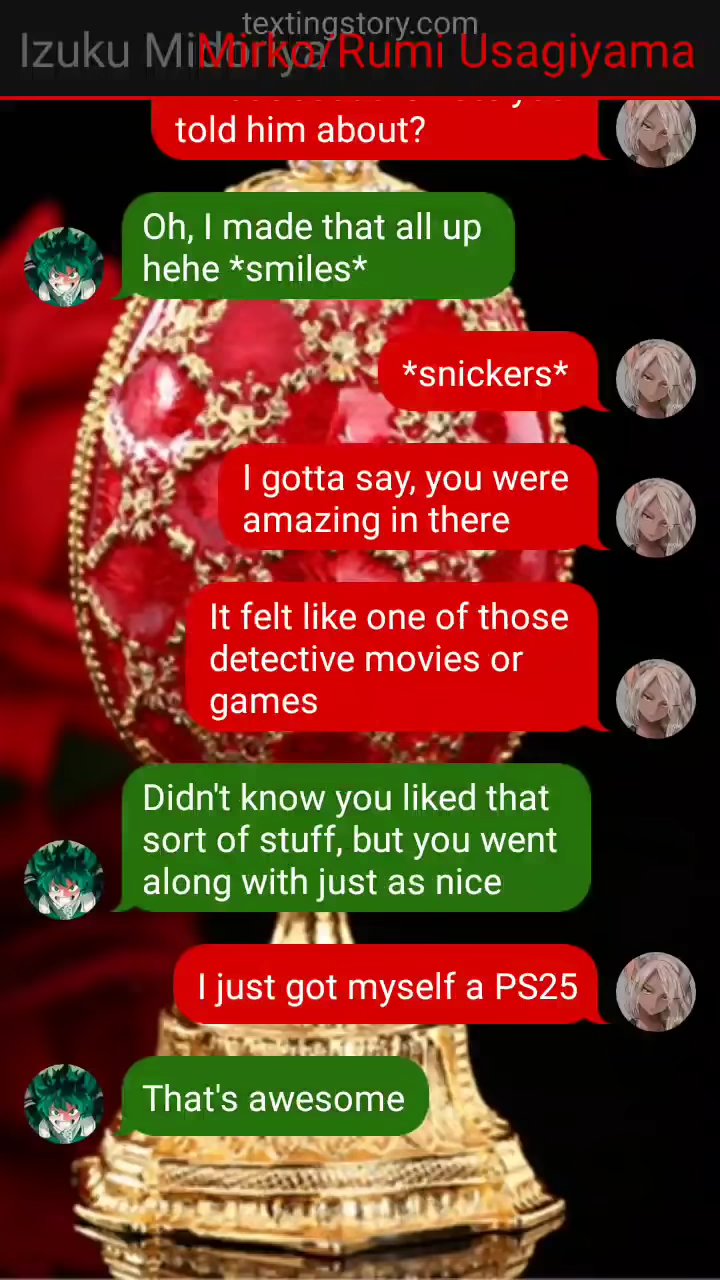 textingstory.com
Izuku Midoriya
Mirko/Rumi Usagiyama
told him about?
Oh, I made that all up
hehe *smiles*
*snickers*
I gotta say, you were
amazing in there
It felt like one of those
detective movies or
games
Didn't know you liked that
sort of stuff, but you went
along with just as nice
I just got myself a PS25
That's awesome